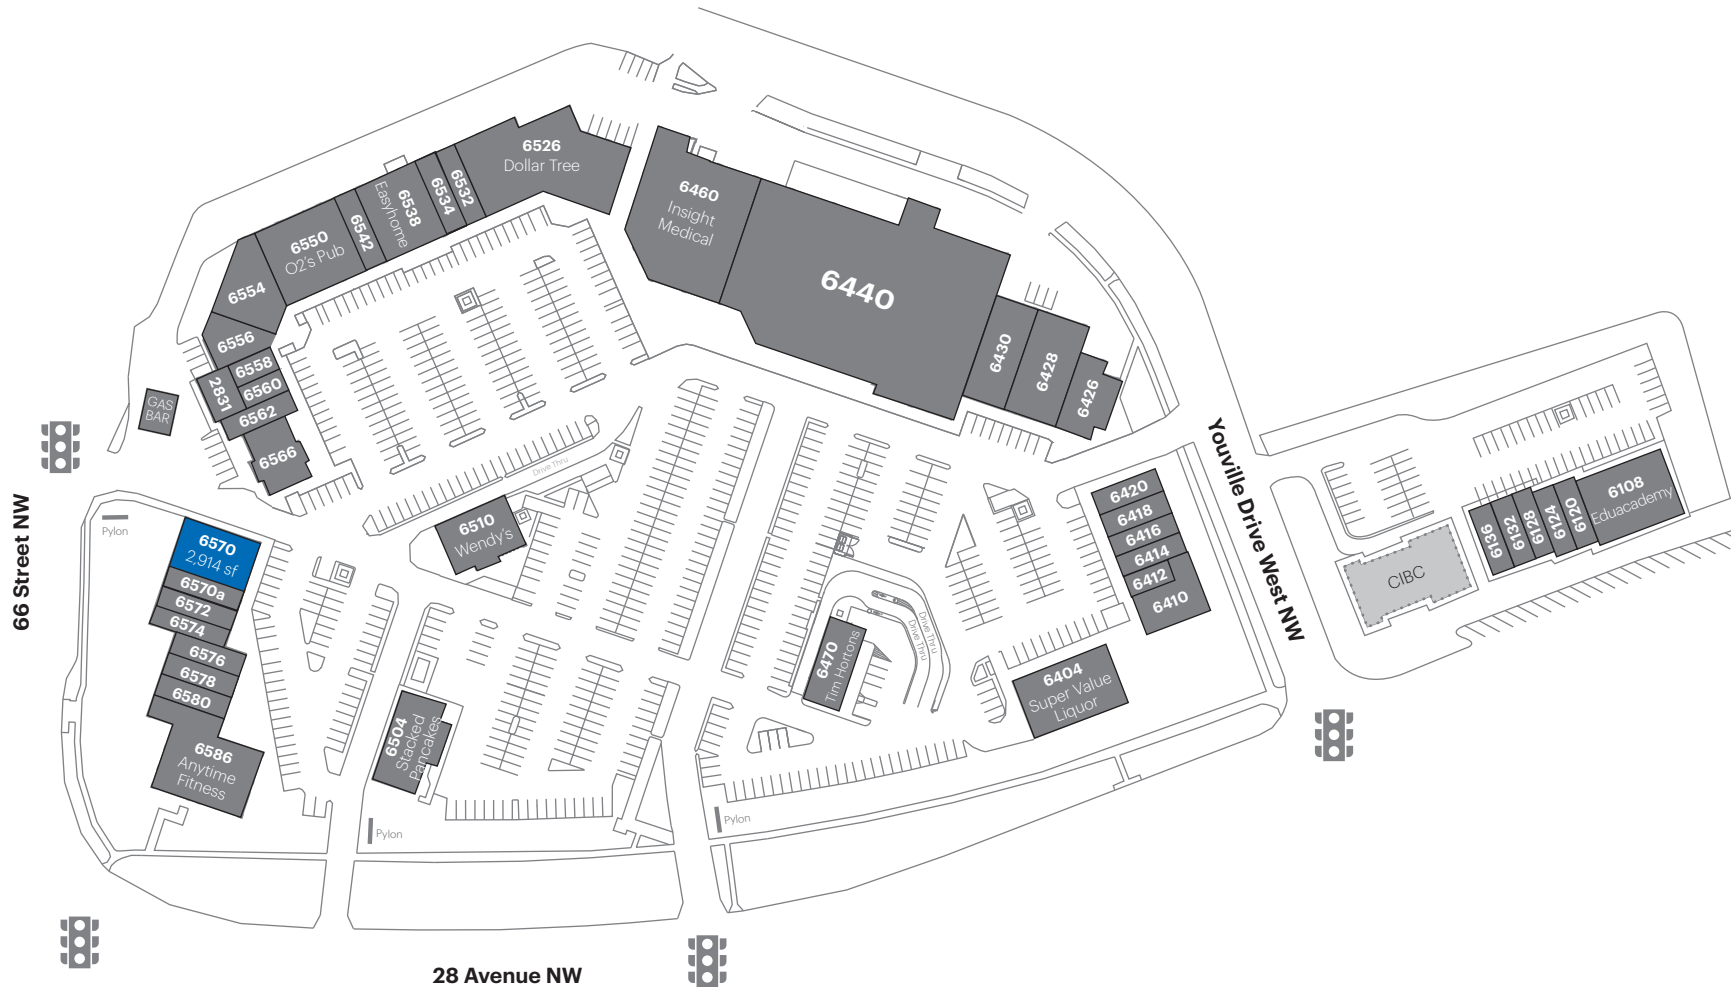 6526
Dollar Tree
6532
6534
6538
Easyhome
6542
6550
O2's Pub
6554
6556
6558
6560
2831
6562
6566
GAS
BAR
6460
Insight
Medical
6440
6430
6428
6426
Youville Drive West NW
66 Street NW
Pylon
6570
2,914 sf
6570a
6572
6574
6576
6578
6580
6586
Anytime
Fitness
Drive Thru
6510
Wendy's
6504
Stacked
Pancakes
Pylon
6470
Tim Hortons
Drive Thru
Drive Thru
Pylon
6420
6418
6416
6414
6412
6410
6404
Super Value
Liquor
CIBC
6136
6132
6128
6124
6120
6108
Eduacademy
28 Avenue NW